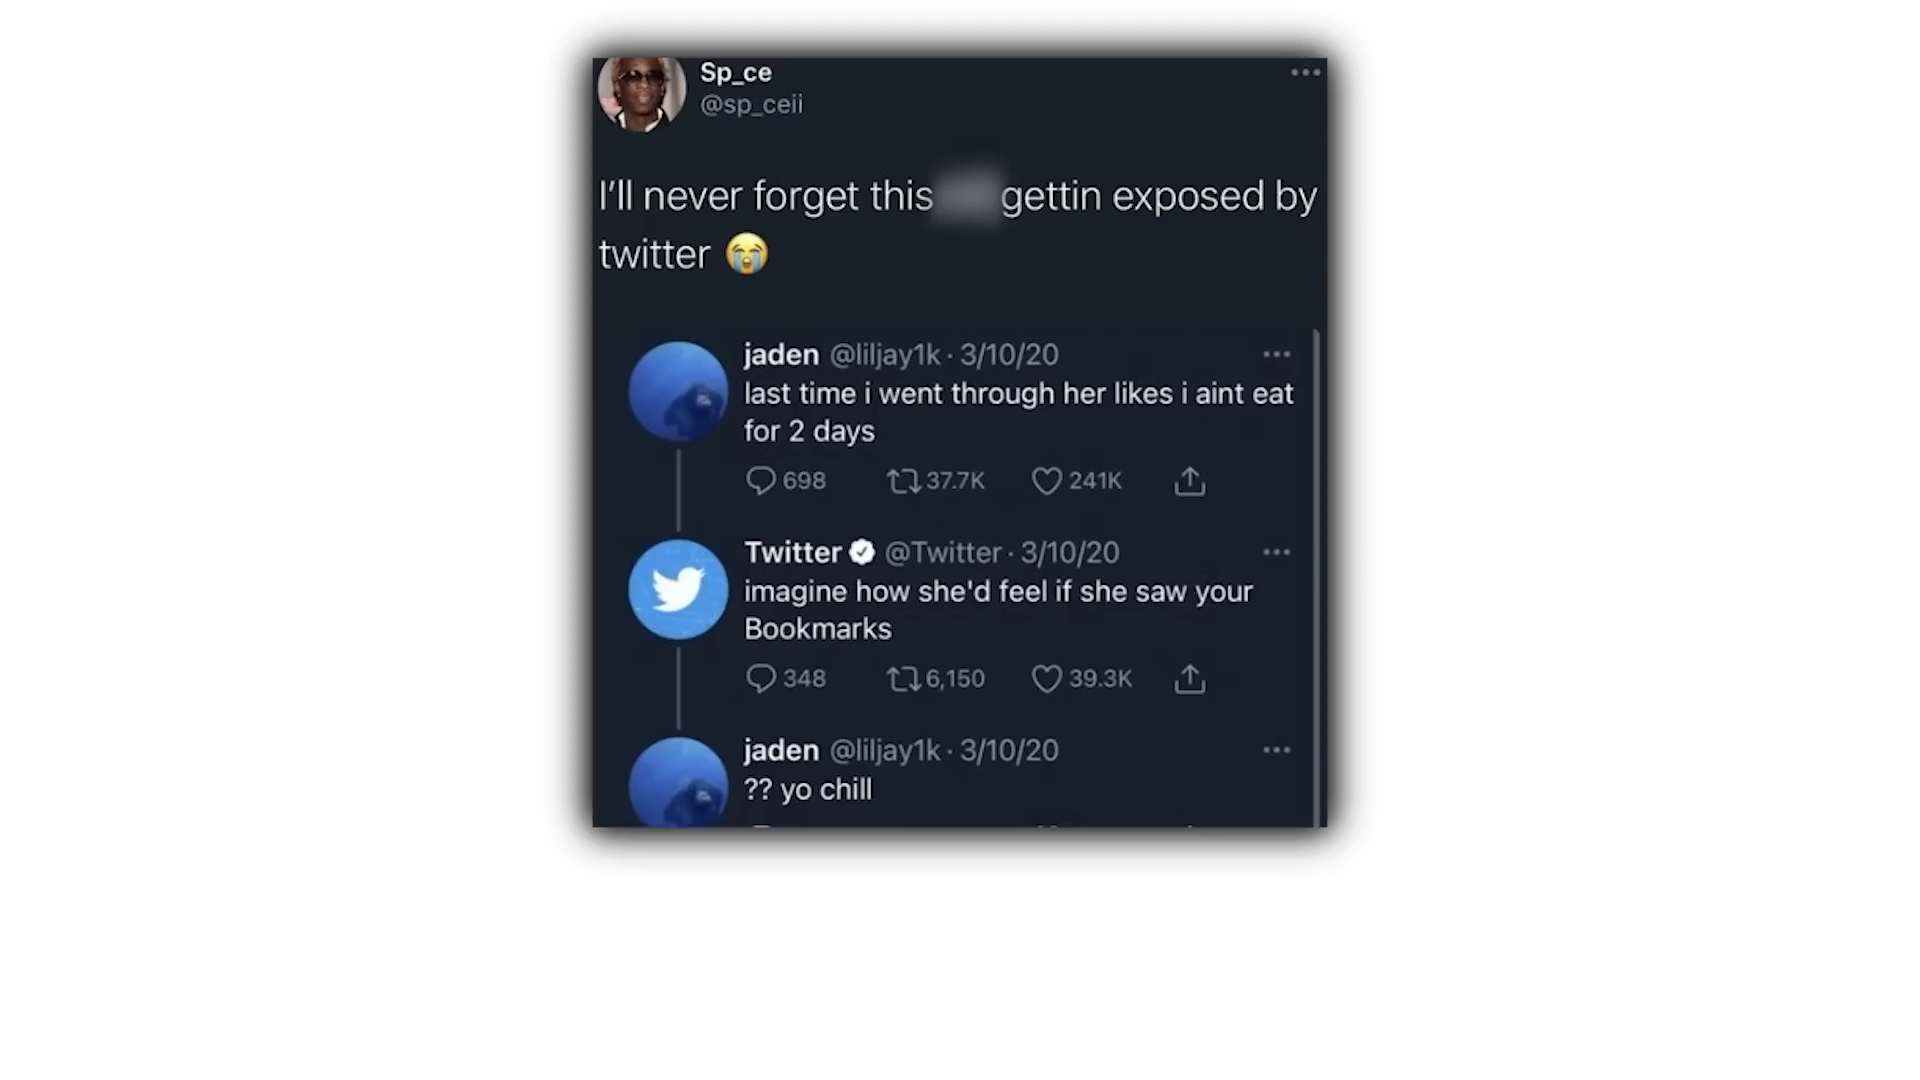 Sp_ce
@sp_ceii
I’ll never forget this gettin exposed by
twitter 😭
jaden @liljay1k · 3/10/20
last time i went through her likes i aint eat
for 2 days
698 37.7K 241K
Twitter @Twitter · 3/10/20
imagine how she'd feel if she saw your
Bookmarks
348 6,150 39.3K
jaden @liljay1k · 3/10/20
?? yo chill